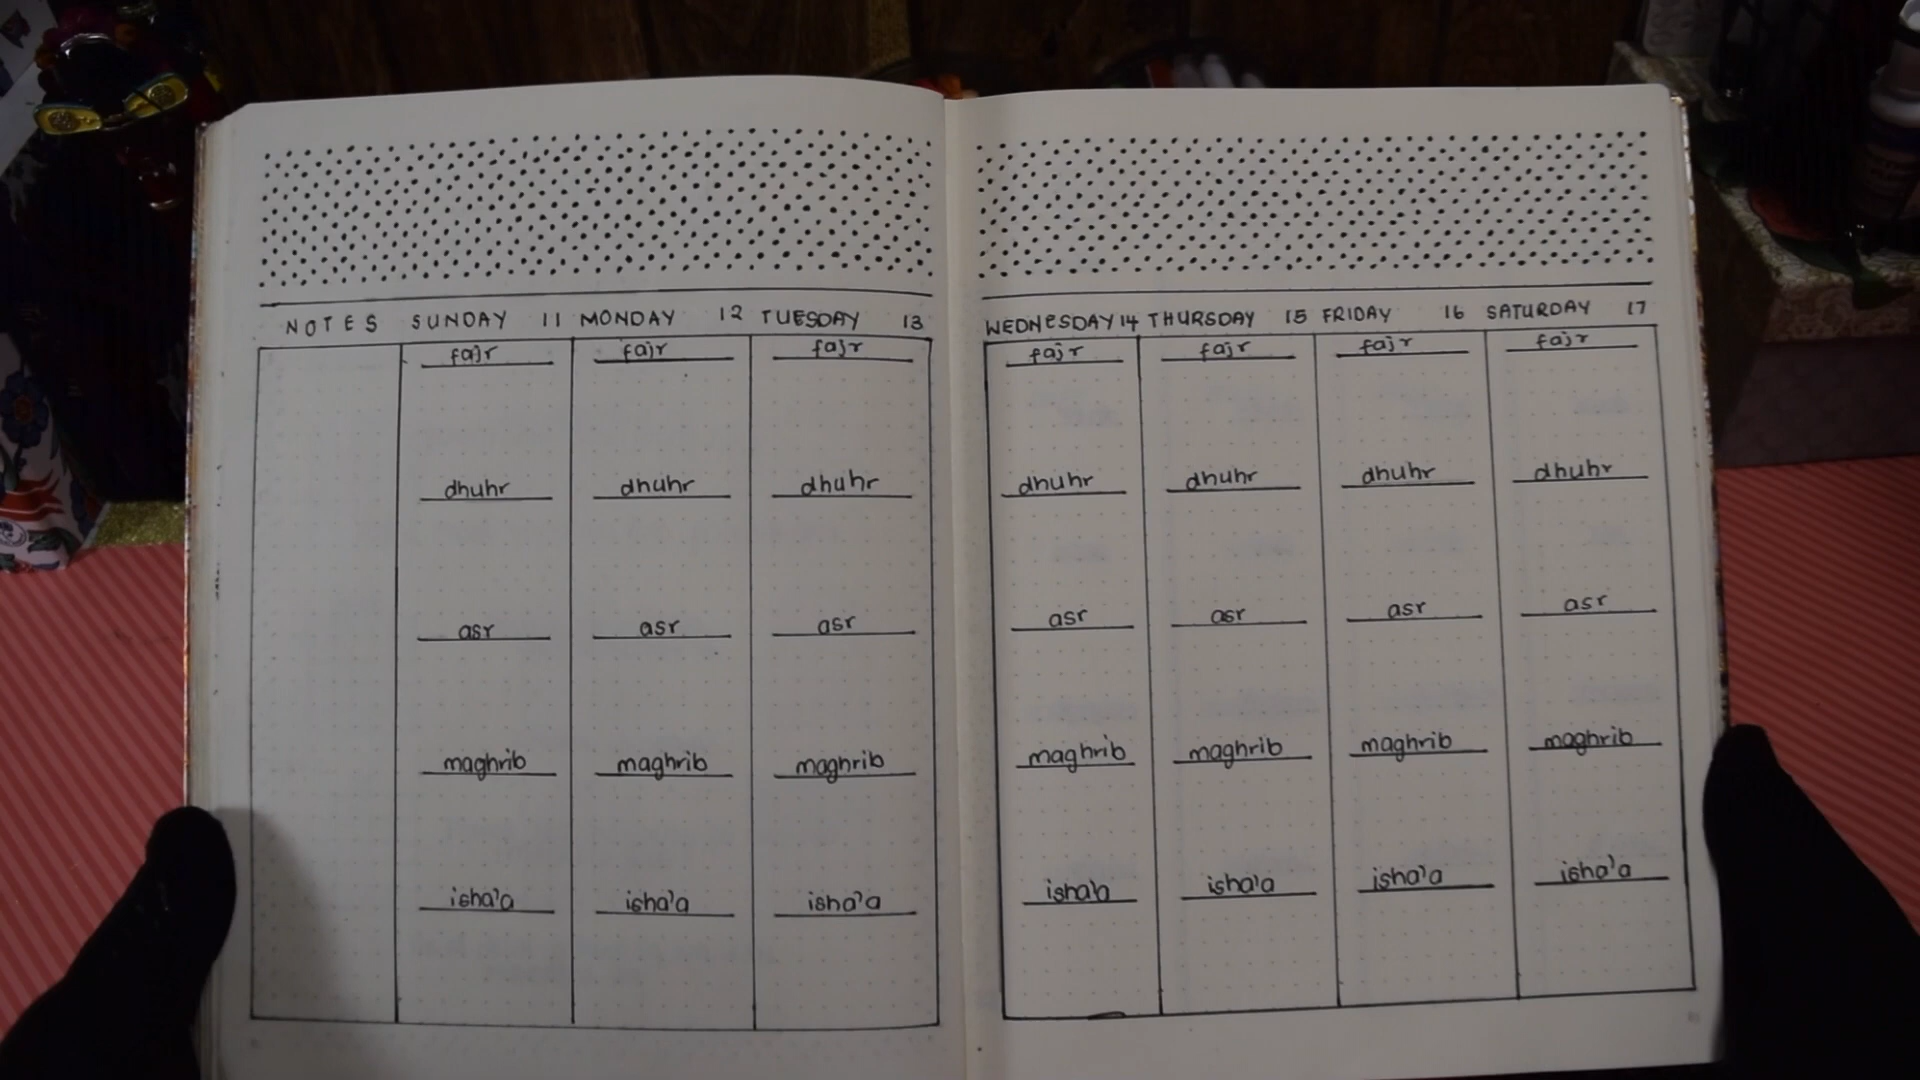 NOTES SUNDAY 11 MONDAY 12 TUESDAY 13
fajr fajr fajr
dhuhr dhuhr dhuhr
asr asr asr
maghrib maghrib maghrib
isha'a isha'a isha'a
WEDNeSDAY 14 THURSDAY 15 FRIDAY 16 SATURDAY 17
fajr fajr fajr fajr
dhuhr dhuhr dhuhr dhuhr
asr asr asr asr
maghrib maghrib maghrib maghrib
isha'a isha'a isha'a isha'a